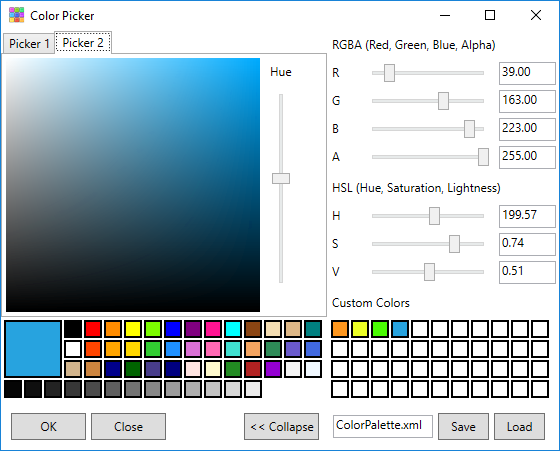 Color Picker
Picker 1 Picker 2
Hue
RGBA (Red, Green, Blue, Alpha)
R 39.00
G 163.00
B 223.00
A 255.00
HSL (Hue, Saturation, Lightness)
H 199.57
S 0.74
V 0.51
Custom Colors
OK Close << Collapse ColorPalette.xml Save Load